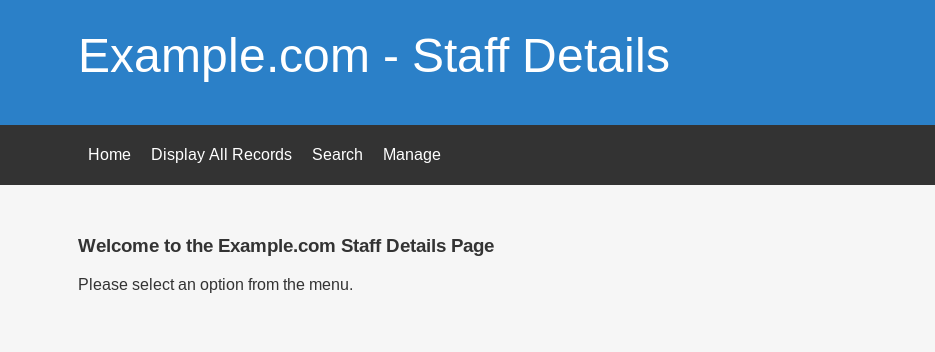 Example.com - Staff Details
Home Display All Records Search Manage
Welcome to the Example.com Staff Details Page
Please select an option from the menu.